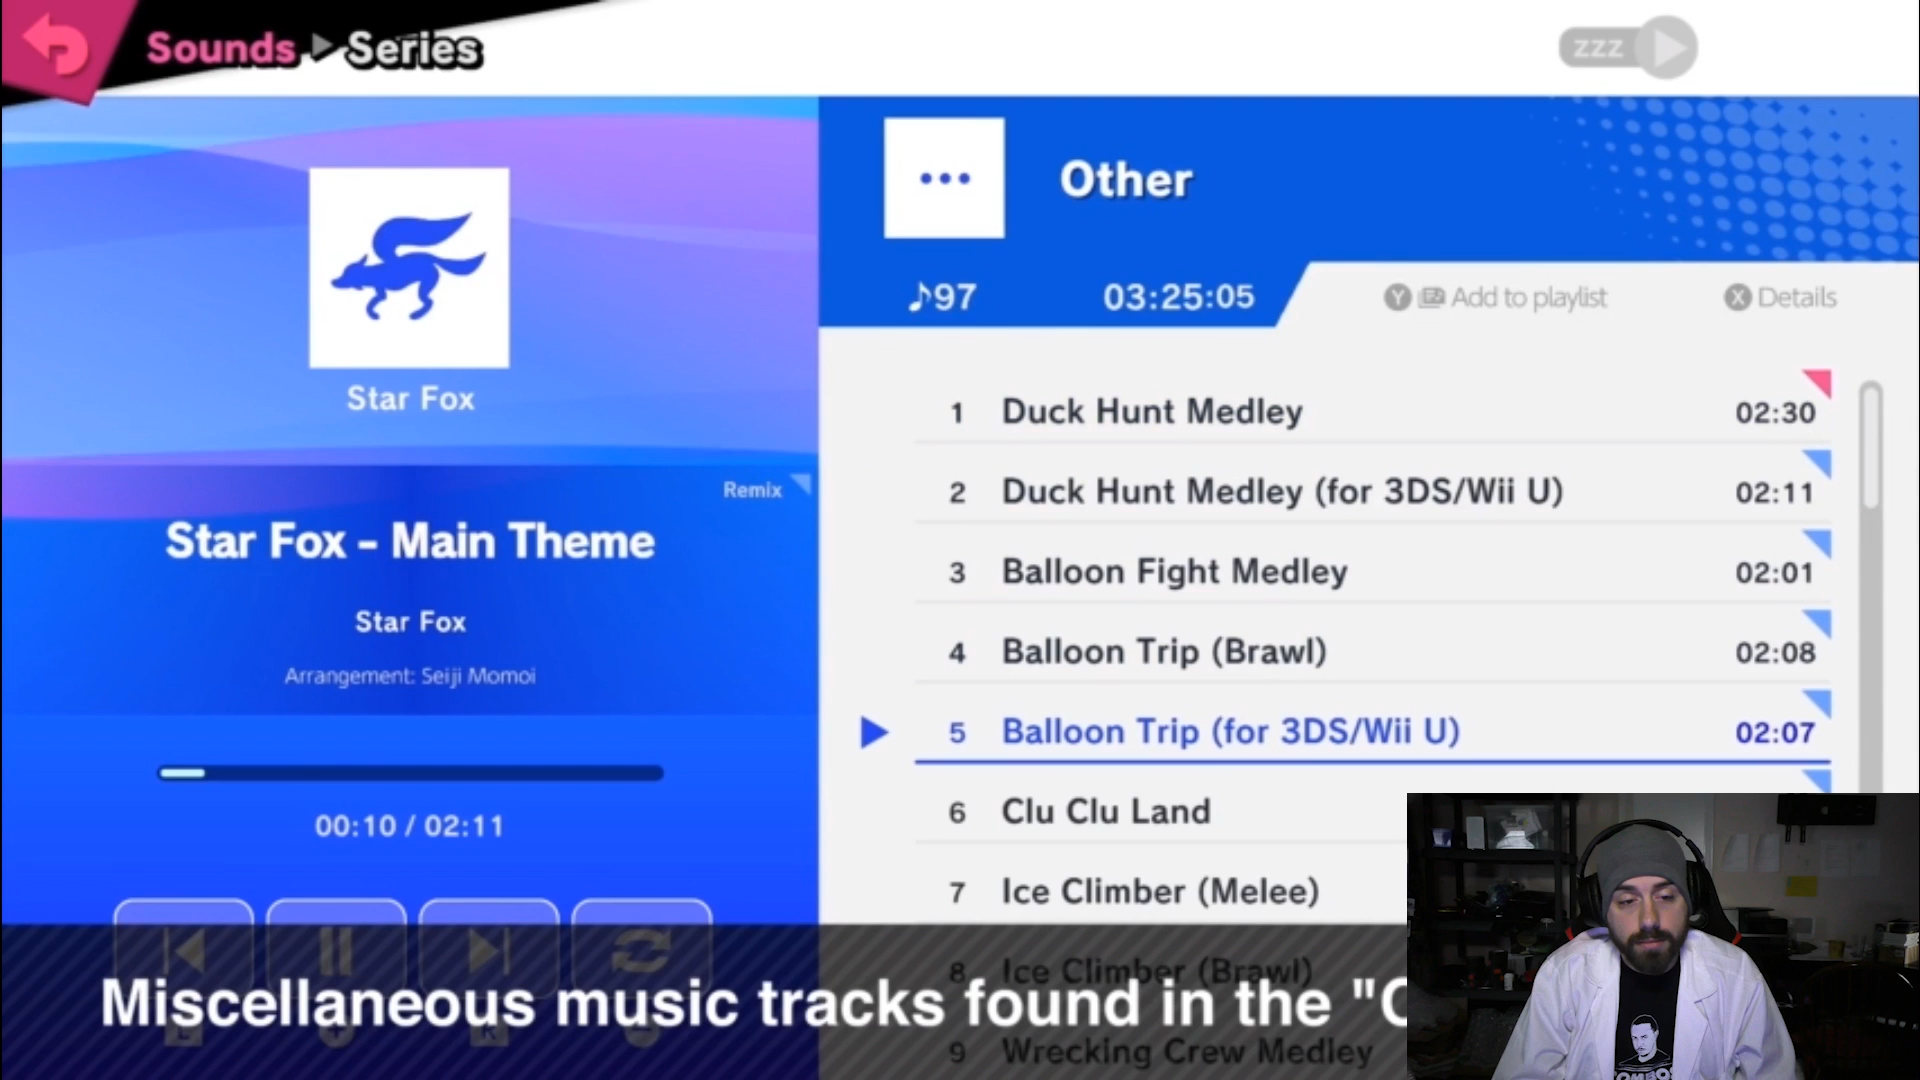 Sounds ▶ Series
zzz
Star Fox
Remix
Star Fox - Main Theme
Star Fox
Arrangement: Seiji Momoi
00:10 / 02:11
Other
♪97 03:25:05
Y Add to playlist
X Details
1 Duck Hunt Medley 02:30
2 Duck Hunt Medley (for 3DS/Wii U) 02:11
3 Balloon Fight Medley 02:01
4 Balloon Trip (Brawl) 02:08
5 Balloon Trip (for 3DS/Wii U) 02:07
6 Clu Clu Land
7 Ice Climber (Melee)
8 Ice Climber (Brawl)
Miscellaneous music tracks found in the "
9 Wrecking Crew Medley